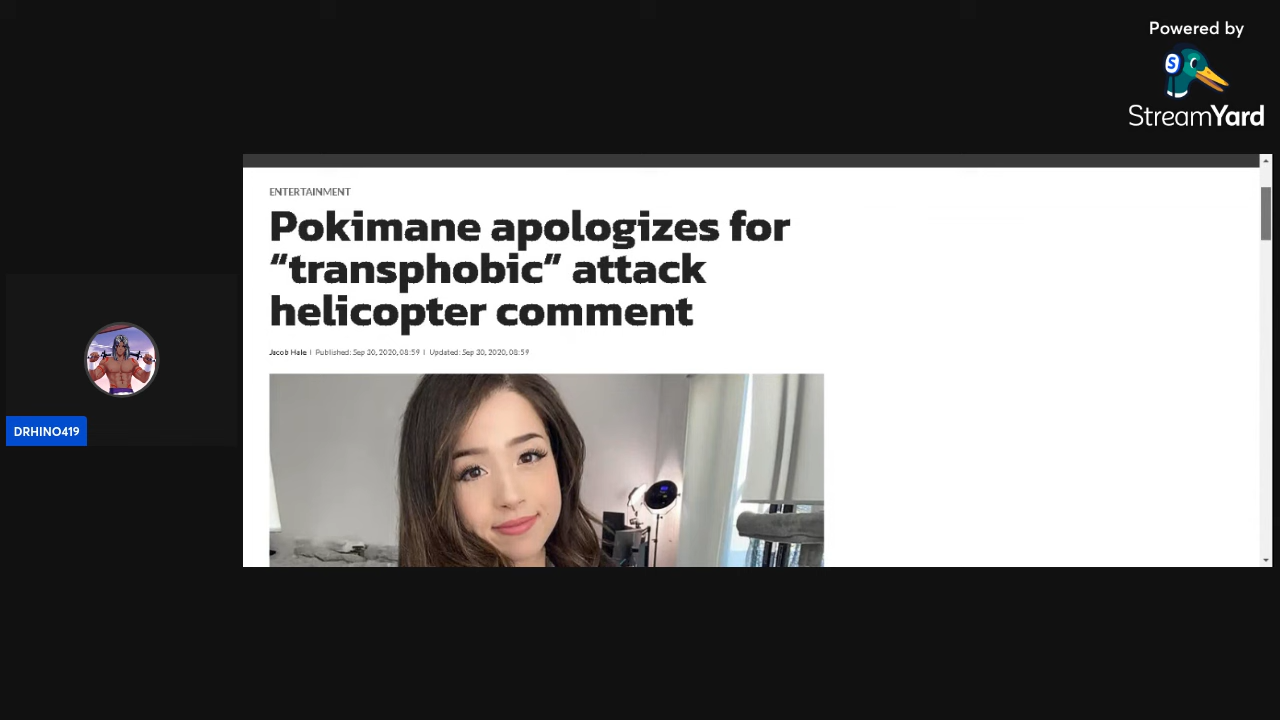 Powered by
StreamYard
ENTERTAINMENT
Pokimane apologizes for
“transphobic” attack
helicopter comment
Jacob Hale | Published: Sep 30, 2020, 08:59 | Updated: Sep 30, 2020, 08:59
DRHINO419